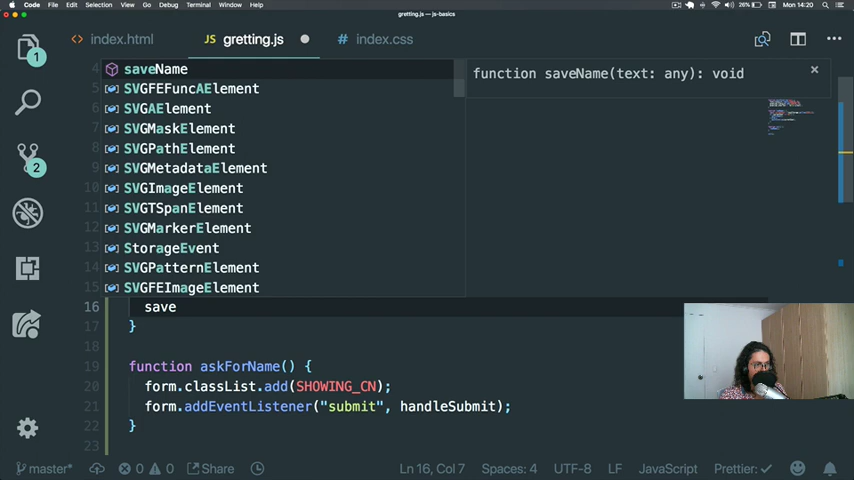 Code File Edit Selection View Go Debug Terminal Window Help 26% Mon 14:20
gretting.js — js-basics
index.html JS gretting.js # index.css
1
4 saveName
function saveName(text: any): void
5 SVGFEFuncAElement
6 SVGAElement
7 SVGMaskElement
8 SVGPathElement
9 SVGMetadataElement
10 SVGImageElement
11 SVGTSpanElement
12 SVGMarkerElement
13 StorageEvent
14 SVGPatternElement
15 SVGFEImageElement
2
16 save
17 }
18
19 function askForName() {
20 form.classList.add(SHOWING_CN);
21 form.addEventListener("submit", handleSubmit);
22 }
23
master* 0 0 Share Ln 16, Col 7 Spaces: 4 UTF-8 LF JavaScript Prettier: ✓